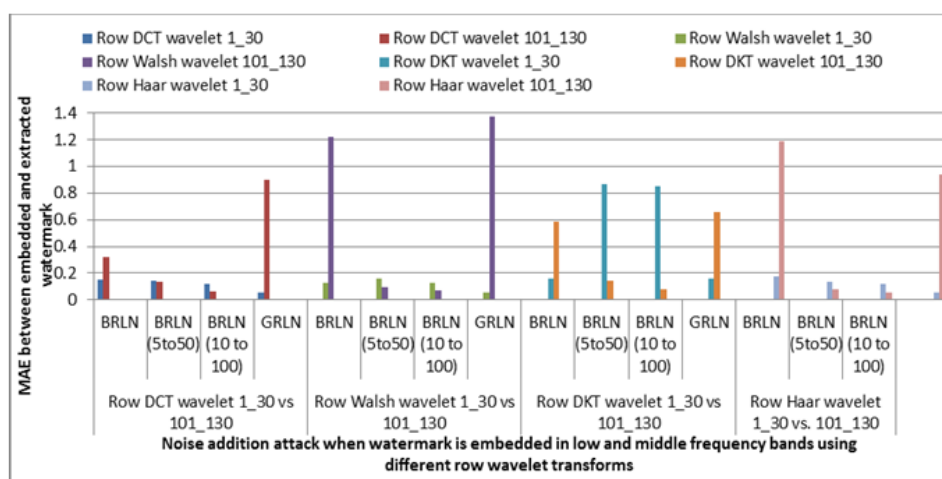 Row DCT wavelet 1_30
Row DCT wavelet 101_130
Row Walsh wavelet 1_30
Row Walsh wavelet 101_130
Row DKT wavelet 1_30
Row DKT wavelet 101_130
Row Haar wavelet 1_30
Row Haar wavelet 101_130
MAE between embedded and extracted
watermark
1.4
1.2
1
0.8
0.6
0.4
0.2
0
BRLN BRLN BRLN GRLN BRLN BRLN BRLN GRLN BRLN BRLN BRLN GRLN BRLN BRLN BRLN
(5to50) (10 to (5to50) (10 to (5to50) (10 to (5to50) (10 to
100) 100) 100) 100)
Row DCT wavelet 1_30 vs Row Walsh wavelet 1_30 vs Row DKT wavelet 1_30 vs Row Haar wavelet
101_130 101_130 101_130 1_30 vs. 101_130
Noise addition attack when watermark is embedded in low and middle frequency bands using
different row wavelet transforms